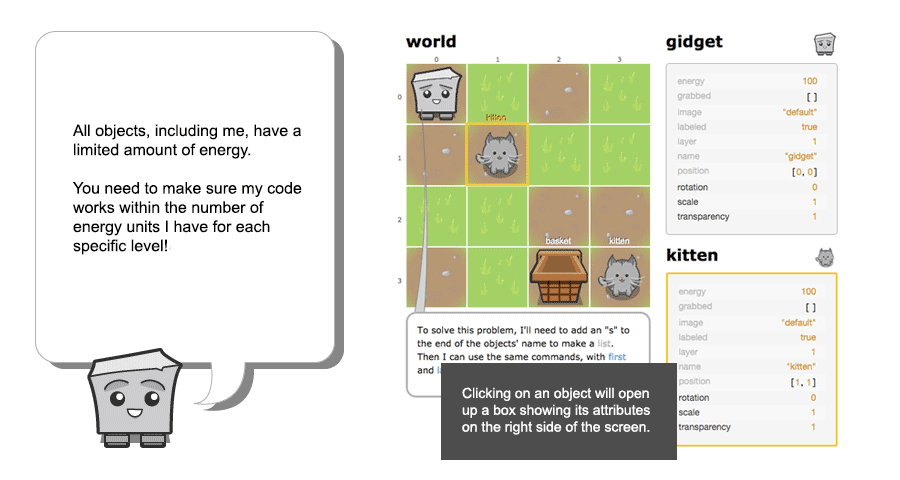 All objects, including me, have a
limited amount of energy.
You need to make sure my code
works within the number of
energy units I have for each
specific level!
world
0 1 2 3
0
kitten
1
2
basket kitten
3
To solve this problem, I'll need to add an "s" to
the end of the objects' name to make a list.
Then I can use the same commands, with first
and
Clicking on an object will open
up a box showing its attributes
on the right side of the screen.
gidget
energy 100
grabbed []
image "default"
labeled true
layer 1
name "gidget"
position [0, 0]
rotation 0
scale 1
transparency 1
kitten
energy 100
grabbed []
image "default"
labeled true
layer 1
name "kitten"
position [1, 1]
rotation 0
scale 1
transparency 1